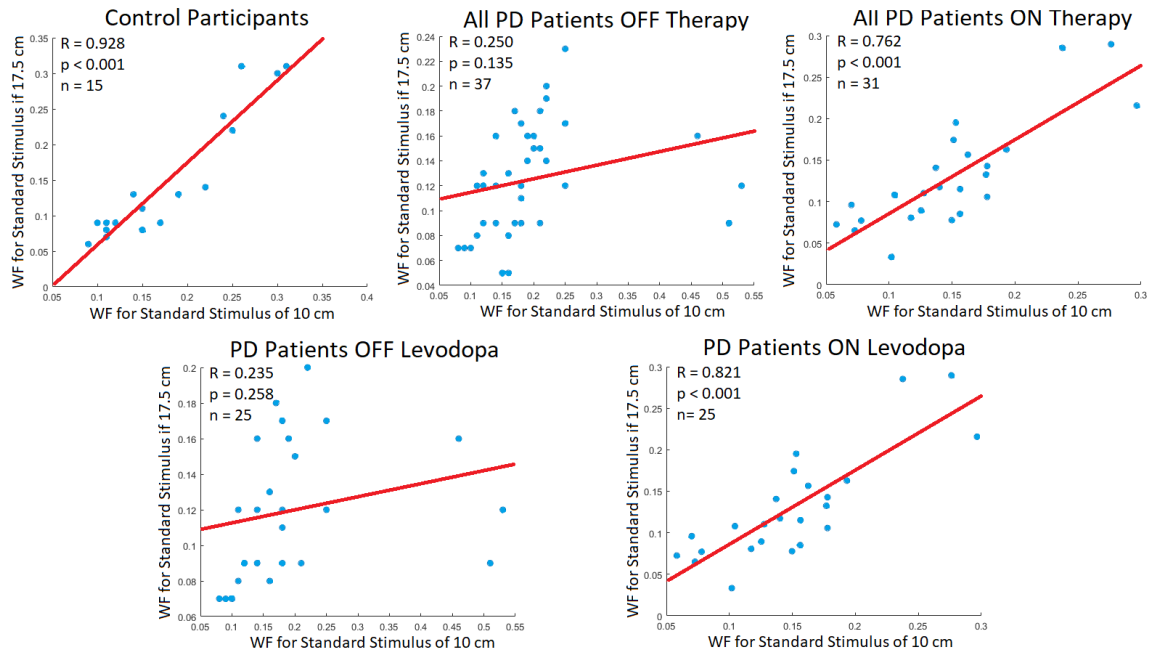 Control Participants
R = 0.928
p < 0.001
n = 15
WF for Standard Stimulus if 17.5 cm
0.35
0.3
0.25
0.2
0.15
0.1
0.05
0
0.05 0.1 0.15 0.2 0.25 0.3 0.35 0.4
WF for Standard Stimulus of 10 cm
All PD Patients OFF Therapy
R = 0.250
p = 0.135
n = 37
WF for Standard Stimulus if 17.5 cm
0.24
0.22
0.2
0.18
0.16
0.14
0.12
0.1
0.08
0.06
0.04
0.05 0.1 0.15 0.2 0.25 0.3 0.35 0.4 0.45 0.5 0.55
WF for Standard Stimulus of 10 cm
All PD Patients ON Therapy
R = 0.762
p < 0.001
n = 31
WF for Standard Stimulus if 17.5 cm
0.3
0.25
0.2
0.15
0.1
0.05
0
0.05 0.1 0.15 0.2 0.25 0.3
WF for Standard Stimulus of 10 cm
PD Patients OFF Levodopa
R = 0.235
p = 0.258
n = 25
WF for Standard Stimulus if 17.5 cm
0.2
0.18
0.16
0.14
0.12
0.1
0.08
0.06
0.05 0.1 0.15 0.2 0.25 0.3 0.35 0.4 0.45 0.5 0.55
WF for Standard Stimulus of 10 cm
PD Patients ON Levodopa
R = 0.821
p < 0.001
n= 25
WF for Standard Stimulus if 17.5 cm
0.3
0.25
0.2
0.15
0.1
0.05
0
0.05 0.1 0.15 0.2 0.25 0.3
WF for Standard Stimulus of 10 cm